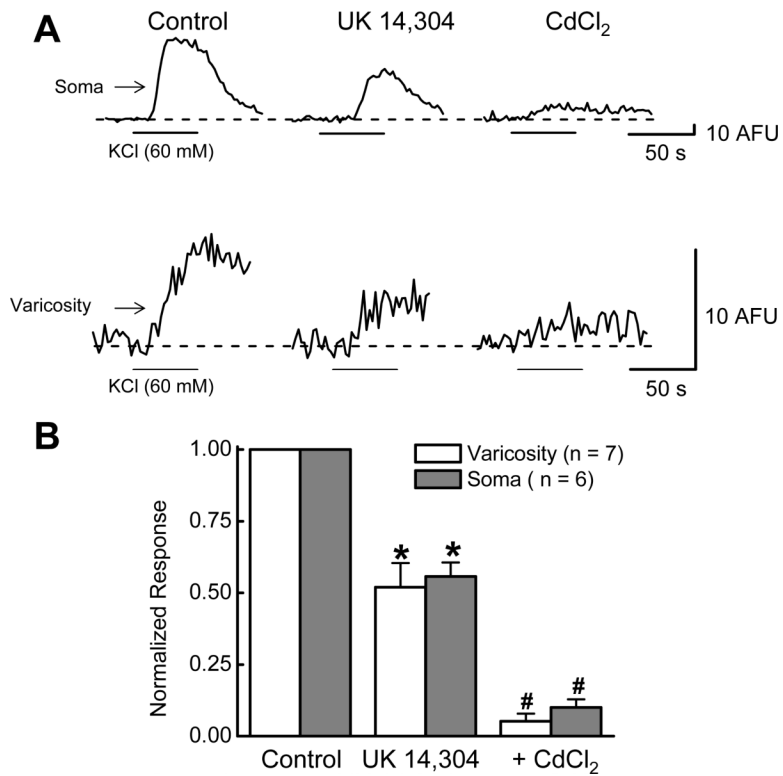 A
Control UK 14,304 CdCl₂
Soma
10 AFU
KCl (60 mM) 50 s
Varicosity
10 AFU
KCl (60 mM) 50 s
B
Varicosity (n = 7)
Soma ( n = 6)
Normalized Response
1.00
0.75
0.50
0.25
0.00
* *
# #
Control UK 14,304 + CdCl₂